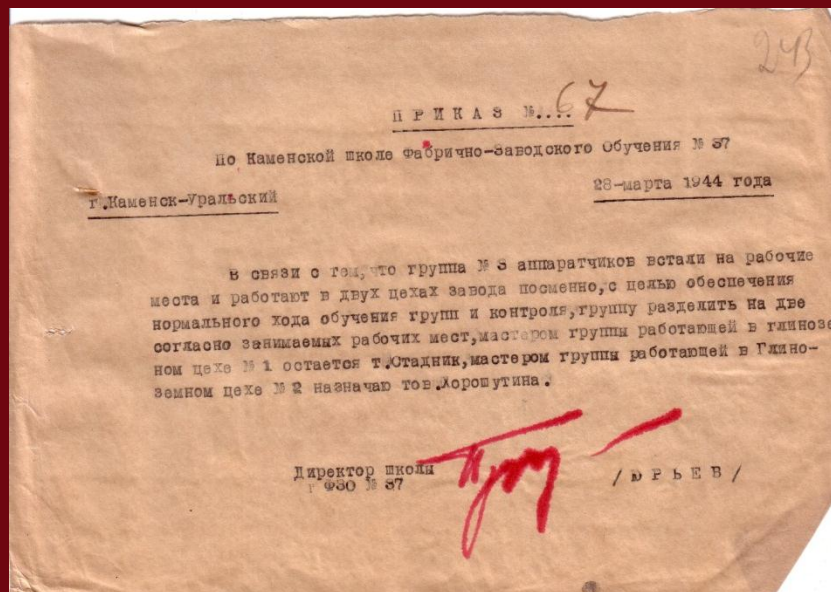 243
ПРИКАЗ №....67
По Каменской школе Фабрично-Заводского Обучения № 37
г.Каменск-Уральский
28-марта 1944 года
В связи с тем,что группа № 3 аппаратчиков встали на рабочие
места и работают в двух цехах завода посменно,с целью обеспечения
нормального хода обучения групп и контроля,группу разделить на две
согласно занимаемых рабочих мест,мастером группы работающей в глинозе
ном цехе № 1 остается т.Стадник,мастером группы работающей в Глино-
земном цехе № 2 назначаю тов.Хорошутина.
Директор школы
ФЗО № 37
/ЮРЬЕВ/